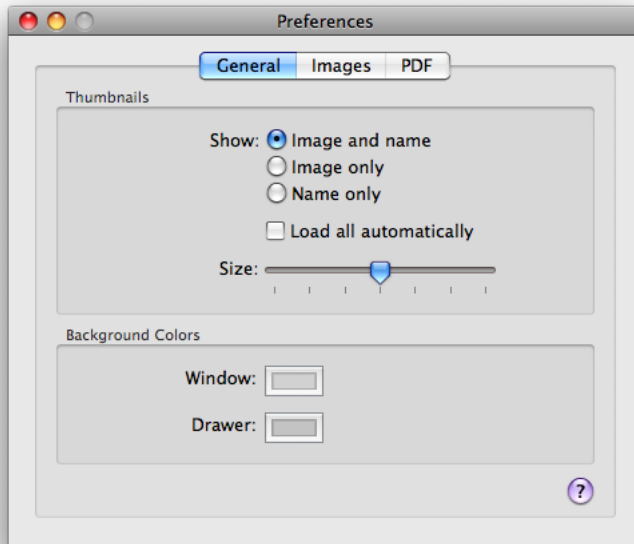 Preferences
General Images PDF
Thumbnails
Show: Image and name
Image only
Name only
Load all automatically
Size:
Background Colors
Window:
Drawer:
?